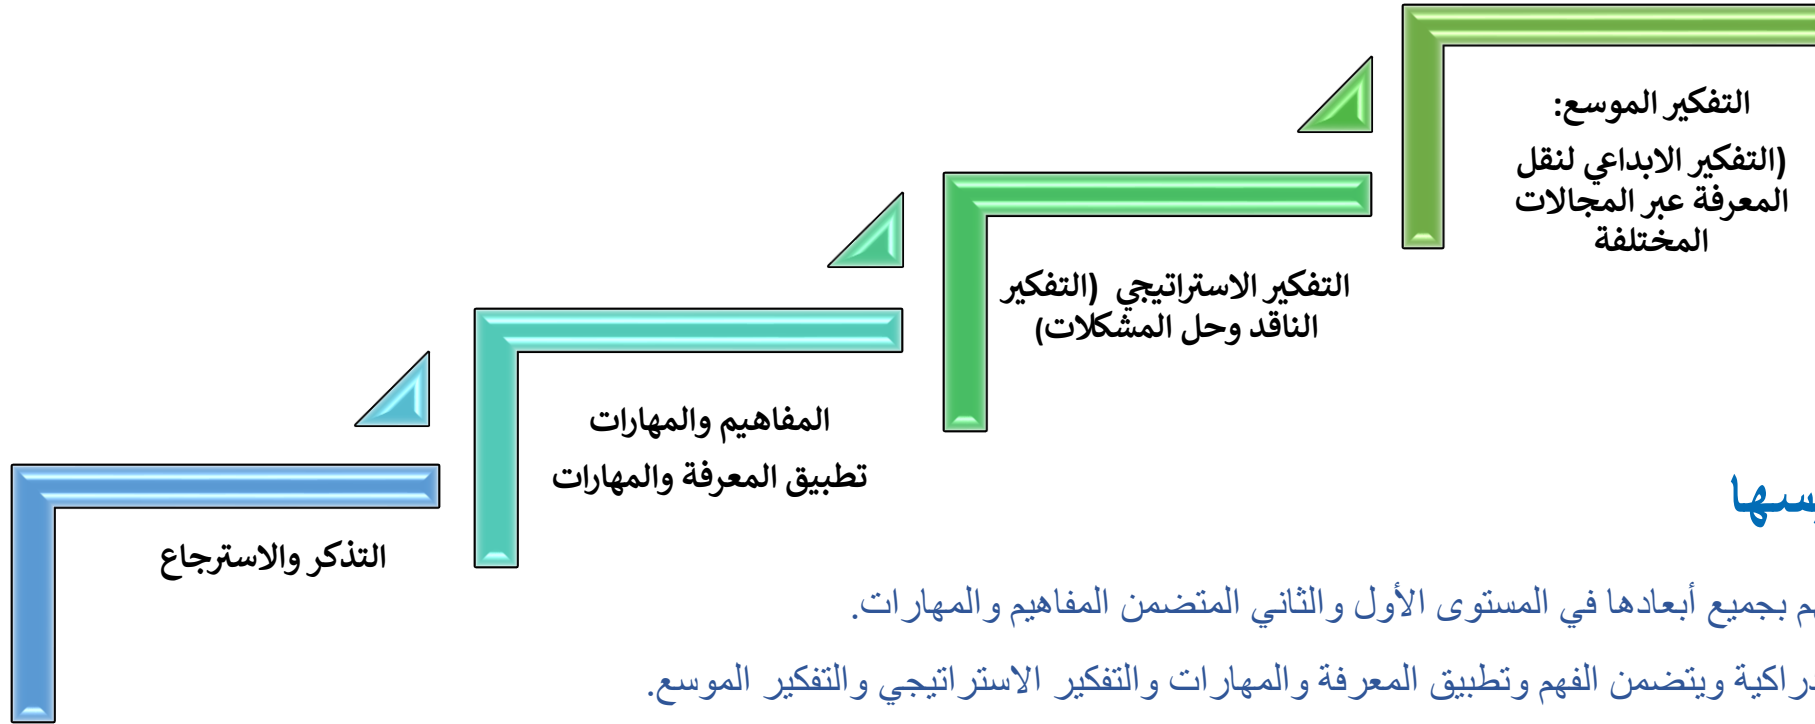 التفكير الموسع:
(التفكير الابداعي لنقل
المعرفة عبر المجالات
المختلفة
التفكير الاستراتيجي (التفكير
الناقد وحل المشكلات)
المفاهيم والمهارات
تطبيق المعرفة والمهارات
التذكر والاسترجاع
بجميع أبعادها في المستوى الأول والثاني المتضمن المفاهيم والمهارات.
ويتضمن الفهم وتطبيق المعرفة والمهارات والتفكير الاستراتيجي والتفكير الموسع.